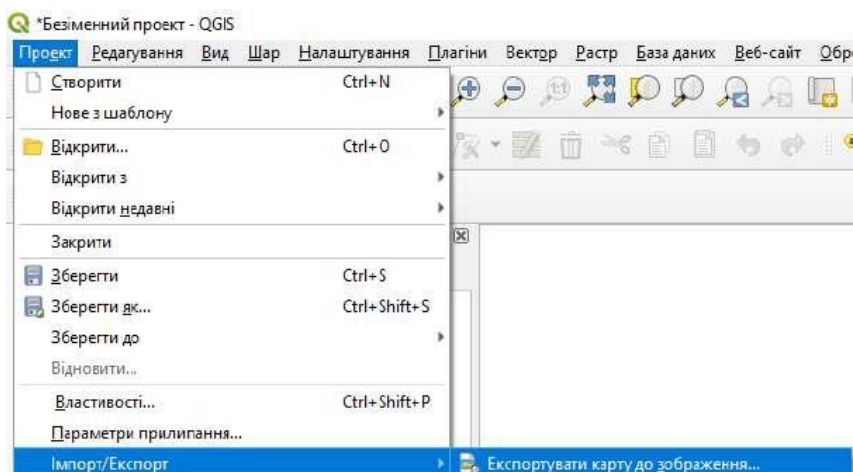 *Безіменний проект - QGIS
Проект Редагування Вид Шар Налаштування Плагіни Вектор Растр База даних Веб-сайт Обр
Створити Ctrl+N
Нове з шаблону
Відкрити... Ctrl+O
Відкрити з
Відкрити недавні
Закрити
Зберегти Ctrl+S
Зберегти як... Ctrl+Shift+S
Зберегти до
Відновити...
Властивості... Ctrl+Shift+P
Параметри прилипання...
Імпорт/Експорт Експортувати карту до зображення...